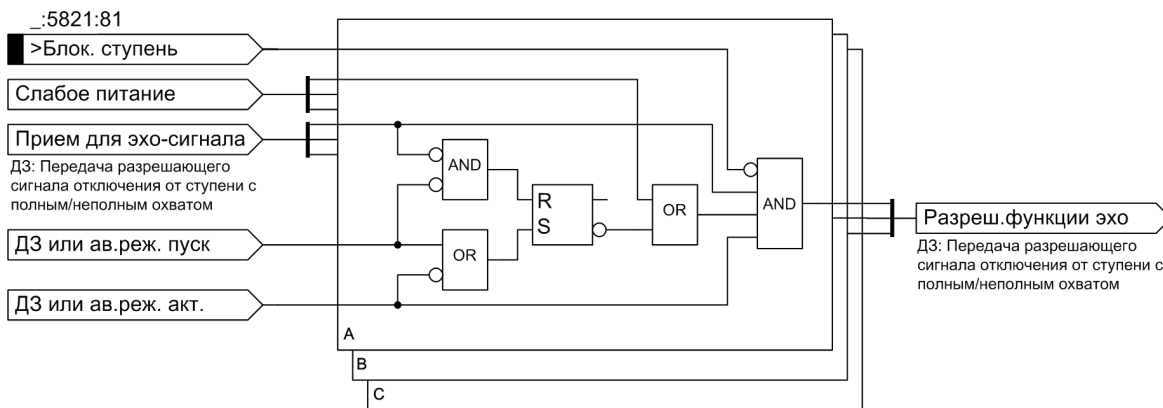 _:5821:81
>Блок. ступень
Слабое питание
Прием для эхо-сигнала
ДЗ: Передача разрешающего
сигнала отключения от ступени с
полным/неполным охватом
ДЗ или ав.реж. пуск
ДЗ или ав.реж. акт.
AND
OR
R
S
OR
AND
A
B
C
Разреш.функции эхо
ДЗ: Передача разрешающего
сигнала отключения от ступени с
полным/неполным охватом